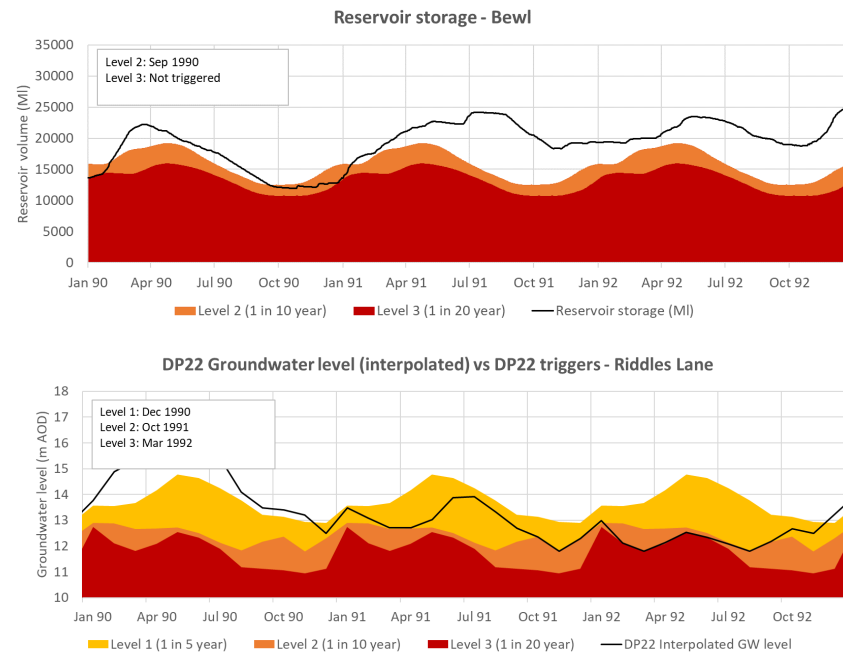 Reservoir storage - Bewl
35000
30000
25000
20000
15000
10000
5000
0
Reservoir volume (Ml)
Level 2: Sep 1990
Level 3: Not triggered
Jan 90 Apr 90 Jul 90 Oct 90 Jan 91 Apr 91 Jul 91 Oct 91 Jan 92 Apr 92 Jul 92 Oct 92
Level 2 (1 in 10 year) Level 3 (1 in 20 year) Reservoir storage (Ml)
DP22 Groundwater level (interpolated) vs DP22 triggers - Riddles Lane
18
17
16
15
14
13
12
11
10
Groundwater level (m AOD)
Level 1: Dec 1990
Level 2: Oct 1991
Level 3: Mar 1992
Jan 90 Apr 90 Jul 90 Oct 90 Jan 91 Apr 91 Jul 91 Oct 91 Jan 92 Apr 92 Jul 92 Oct 92
Level 1 (1 in 5 year) Level 2 (1 in 10 year) Level 3 (1 in 20 year) DP22 Interpolated GW level